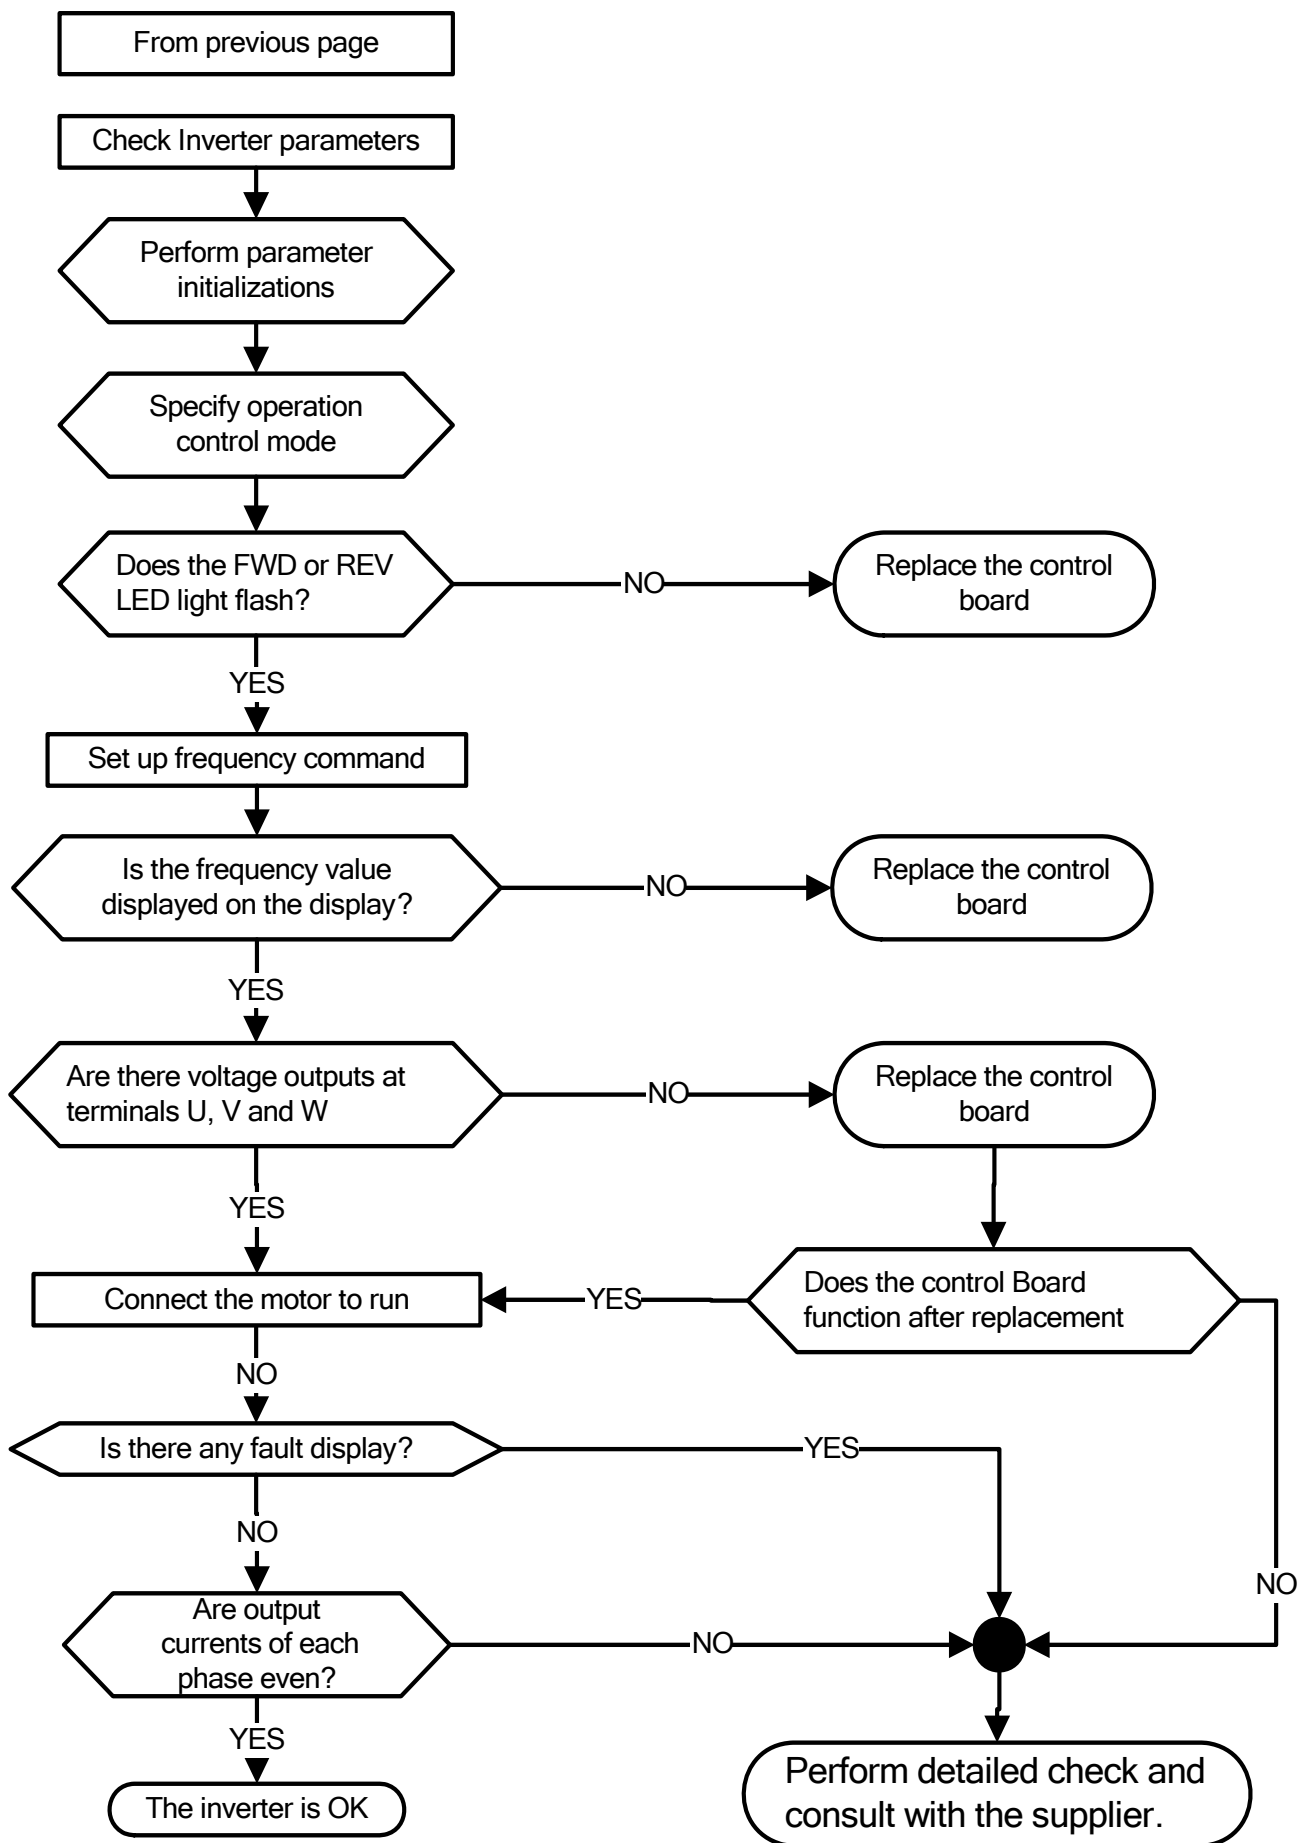 From previous page
Check Inverter parameters
Perform parameter
initializations
Specify operation
control mode
Does the FWD or REV
LED light flash?
NO
Replace the control
board
YES
Set up frequency command
Is the frequency value
displayed on the display?
NO
Replace the control
board
YES
Are there voltage outputs at
terminals U, V and W
NO
Replace the control
board
YES
Connect the motor to run
YES
Does the control Board
function after replacement
NO
Is there any fault display?
YES
NO
NO
Are output
currents of each
phase even?
NO
YES
The inverter is OK
Perform detailed check and
consult with the supplier.